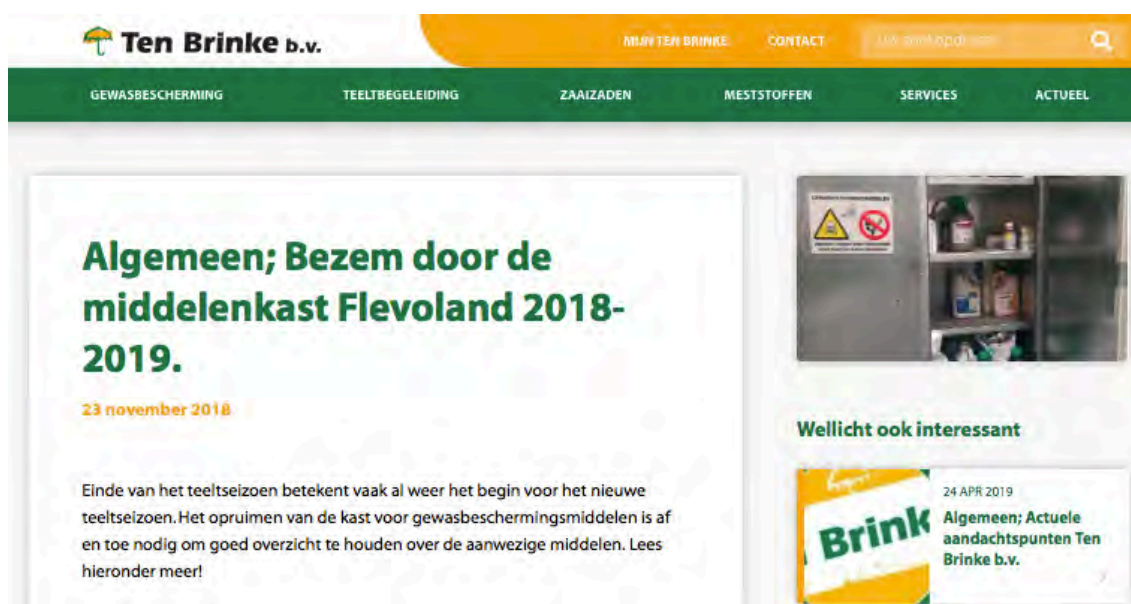 Ten Brinke b.v.
MIJN TEN BRINKE
CONTACT
GEWASBESCHERMING
TEELTBEGELEIDING
ZAAIZADEN
MESTSTOFFEN
SERVICES
ACTUEEL
Algemeen; Bezem door de
middelenkast Flevoland 2018-
2019.
23 november 2018
Einde van het teeltseizoen betekent vaak al weer het begin voor het nieuwe
teeltseizoen. Het opruimen van de kast voor gewasbeschermingsmiddelen is af
en toe nodig om goed overzicht te houden over de aanwezige middelen. Lees
hieronder meer!
Wellicht ook interessant
Brink
24 APR 2019
Algemeen; Actuele
aandachtspunten Ten
Brinke b.v.